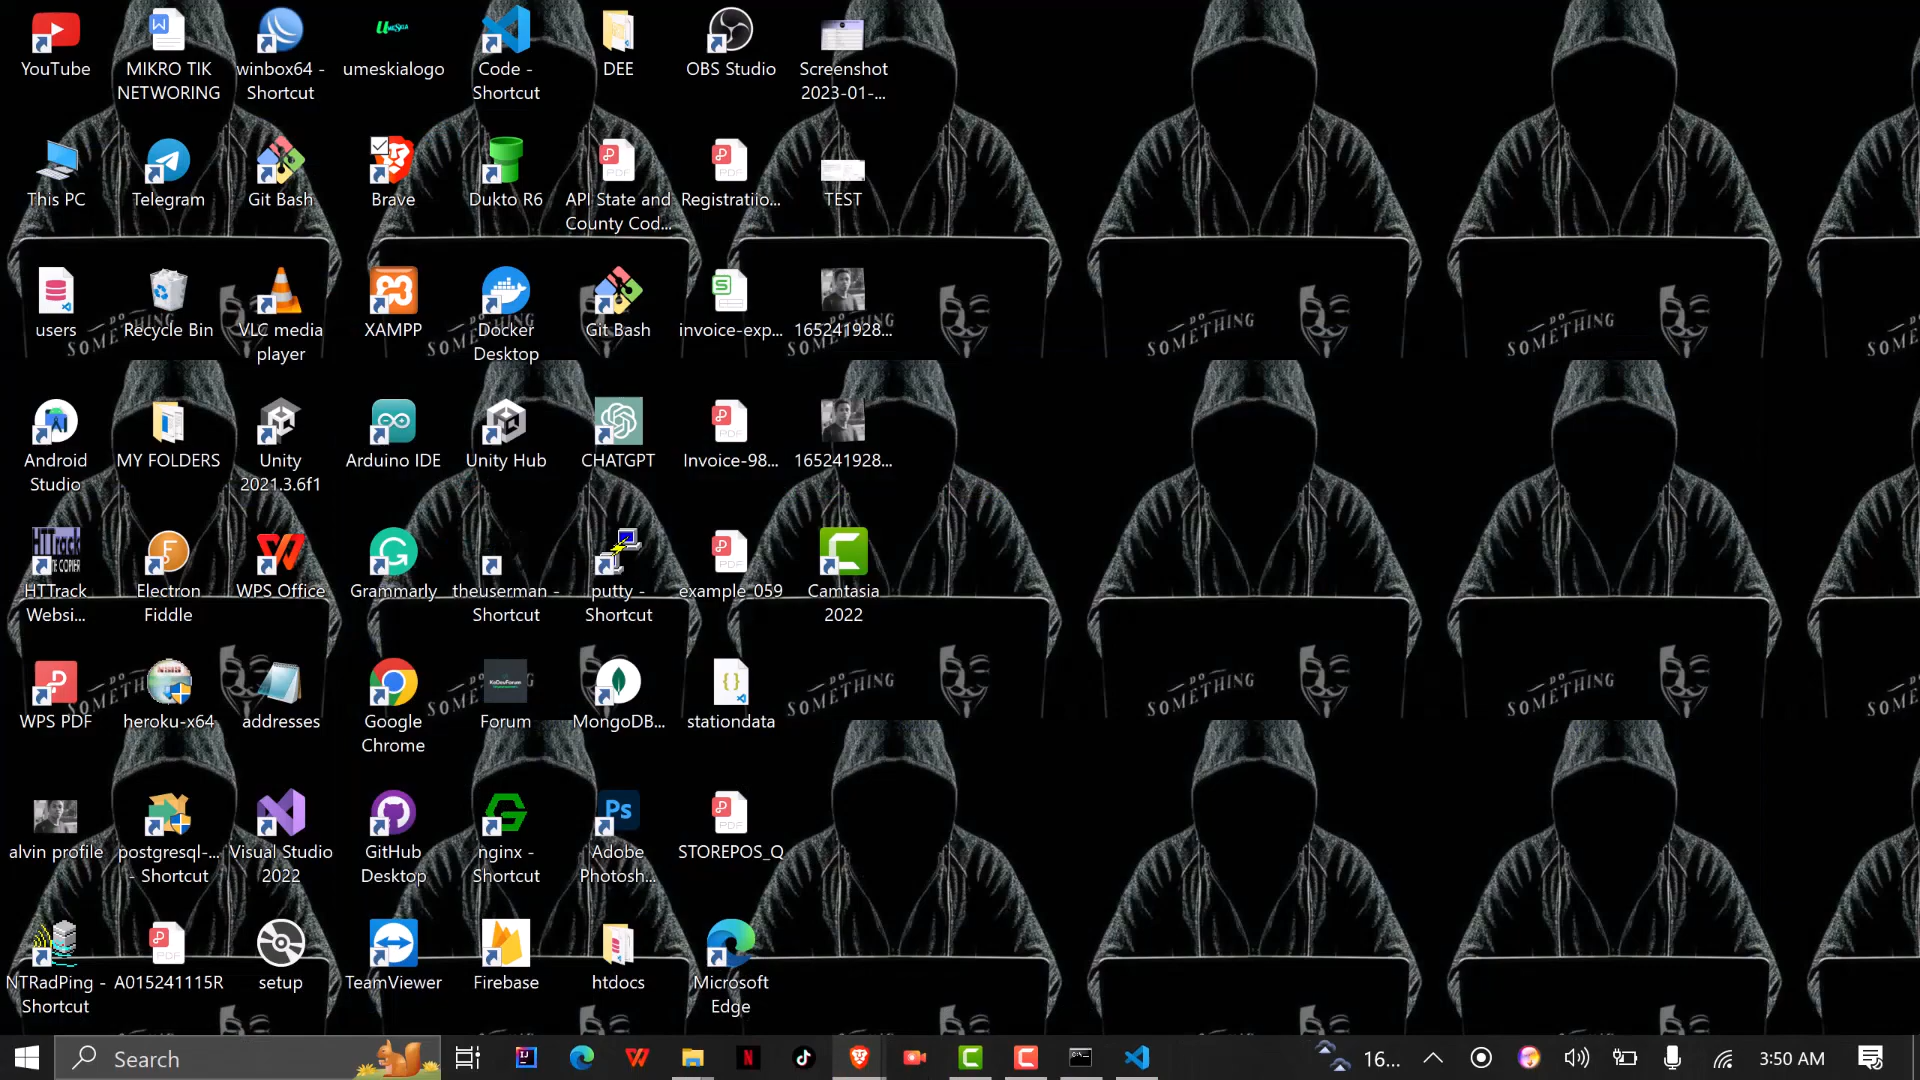 YouTube
MIKRO TIK
NETWORING
winbox64 -
Shortcut
umeskialogo
Code -
Shortcut
DEE
OBS Studio
Screenshot
2023-01-...
This PC
Telegram
Git Bash
Brave
Dukto R6
API State and
County Cod...
Registratiio...
TEST
users
Recycle Bin
VLC media
player
XAMPP
Docker
Desktop
Git Bash
invoice-exp...
165241928...
DO
SOMETHING
Android
Studio
MY FOLDERS
Unity
2021.3.6f1
Arduino IDE
Unity Hub
CHATGPT
Invoice-98...
165241928...
HTTrack
Websi...
Electron
Fiddle
WPS Office
Grammarly
theuserman -
Shortcut
putty -
Shortcut
example_059
Camtasia
2022
WPS PDF
heroku-x64
addresses
Google
Chrome
Forum
MongoDB...
stationdata
DO
SOMETHING
alvin profile
postgresql-...
- Shortcut
Visual Studio
2022
GitHub
Desktop
nginx -
Shortcut
Adobe
Photosh...
STOREPOS_Q
NTRadPing -
Shortcut
A015241115R
setup
TeamViewer
Firebase
htdocs
Microsoft
Edge
Search
16...
3:50 AM